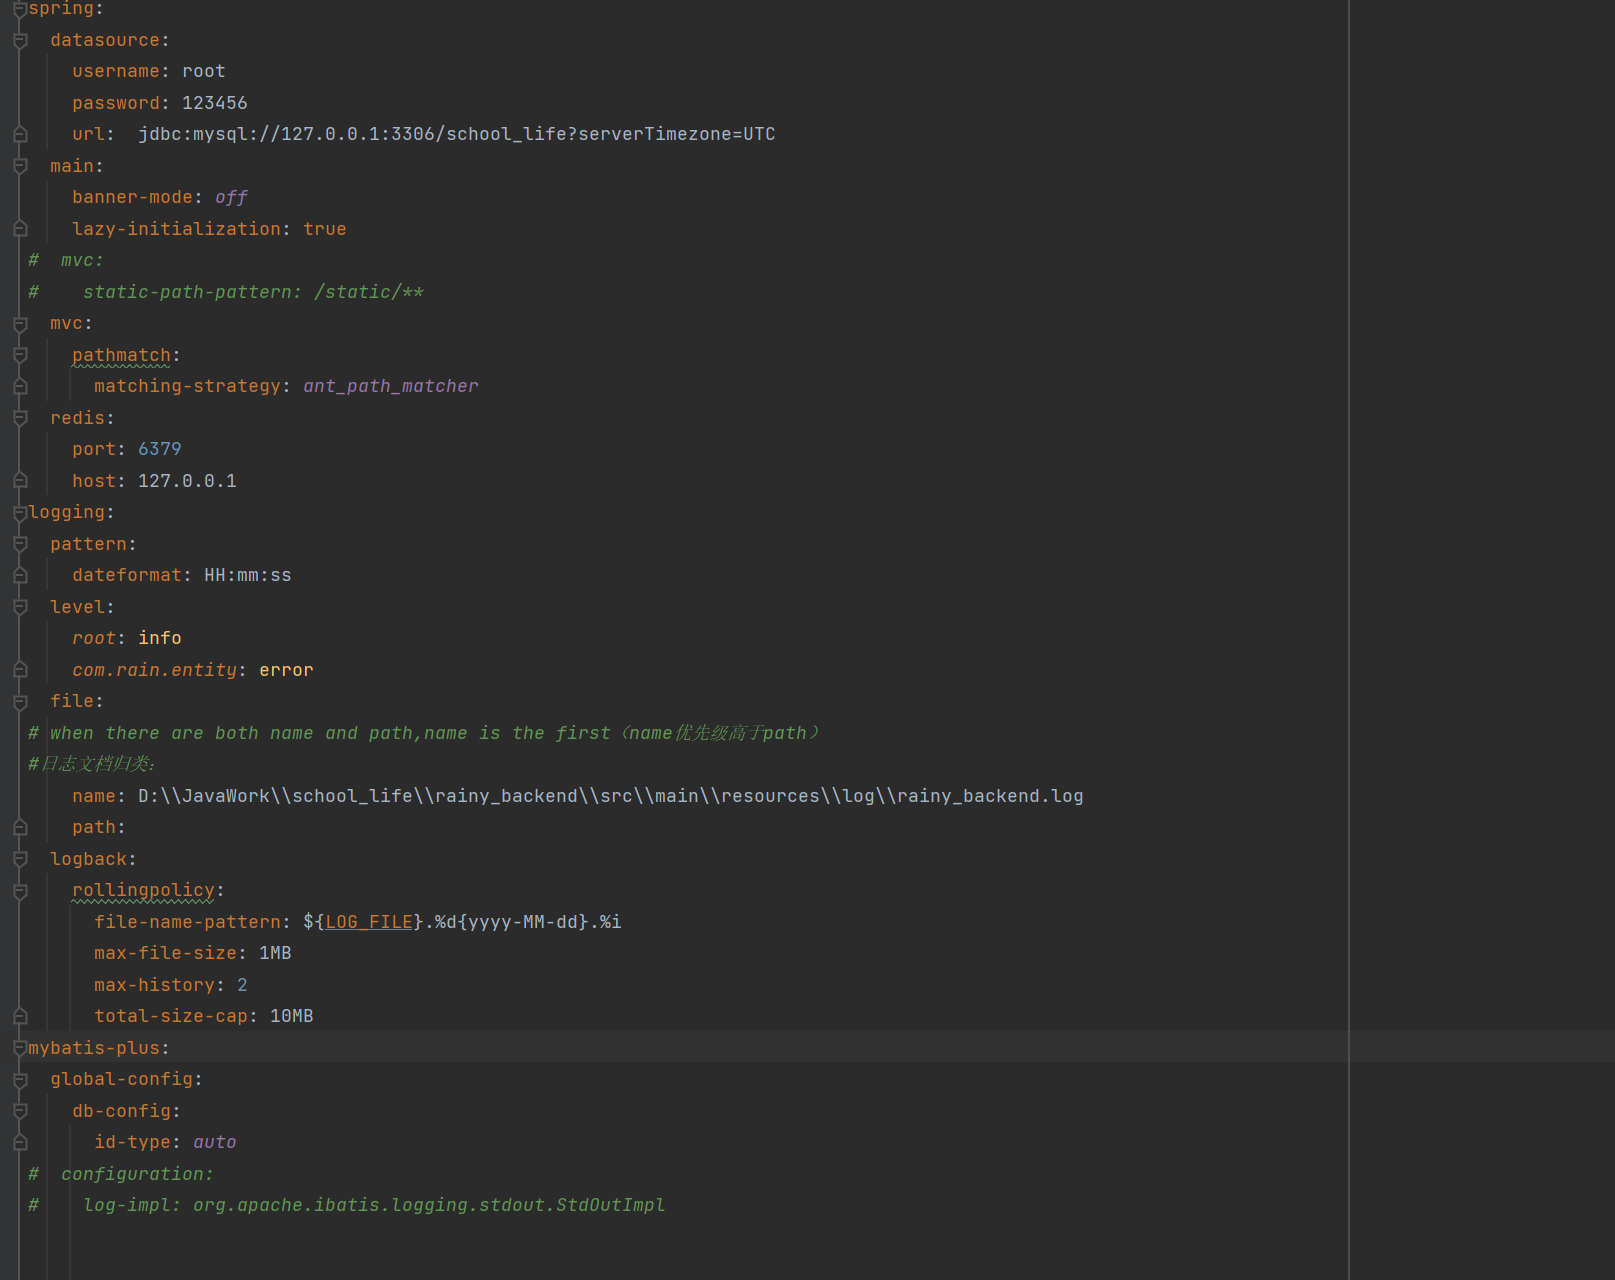 spring:
  datasource:
    username: root
    password: 123456
    url:  jdbc:mysql://127.0.0.1:3306/school_life?serverTimezone=UTC
  main:
    banner-mode: off
    lazy-initialization: true
#  mvc:
#    static-path-pattern: /static/**
  mvc:
    pathmatch:
      matching-strategy: ant_path_matcher
  redis:
    port: 6379
    host: 127.0.0.1
logging:
  pattern:
    dateformat: HH:mm:ss
  level:
    root: info
    com.rain.entity: error
  file:
# when there are both name and path,name is the first（name优先级高于path）
#日志文档归类：
    name: D:\\JavaWork\\school_life\\rainy_backend\\src\\main\\resources\\log\\rainy_backend.log
    path:
  logback:
    rollingpolicy:
      file-name-pattern: ${LOG_FILE}.%d{yyyy-MM-dd}.%i
      max-file-size: 1MB
      max-history: 2
      total-size-cap: 10MB
mybatis-plus:
  global-config:
    db-config:
      id-type: auto
#  configuration:
#    log-impl: org.apache.ibatis.logging.stdout.StdOutImpl